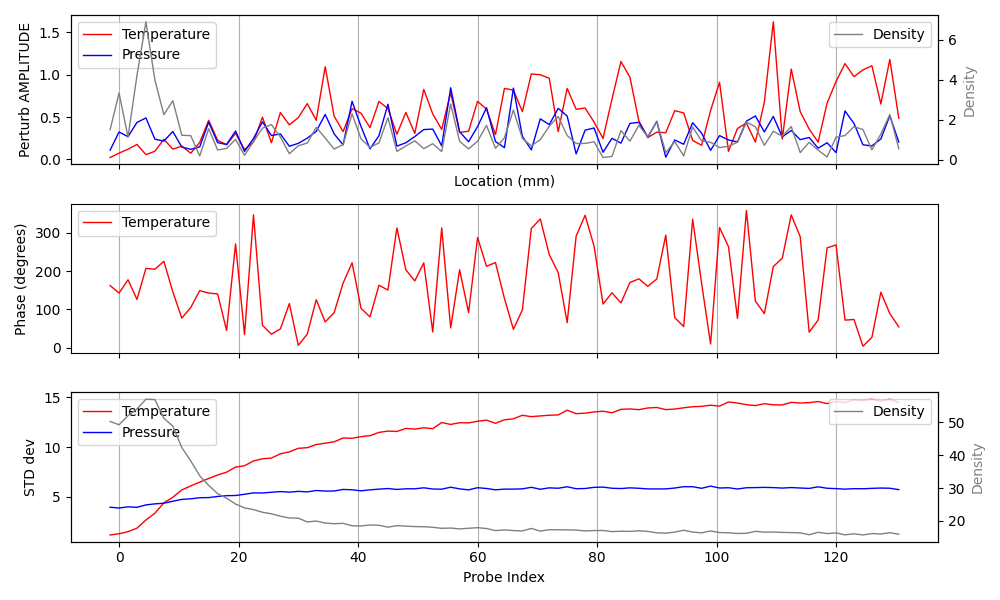 Perturb AMPLITUDE
1.5
1.0
0.5
0.0
Temperature
Pressure
Density
6
4
2
0
Density
Location (mm)
Phase (degrees)
300
200
100
0
Temperature
STD dev
15
10
5
Temperature
Pressure
Density
50
40
30
20
Density
0 20 40 60 80 100 120
Probe Index